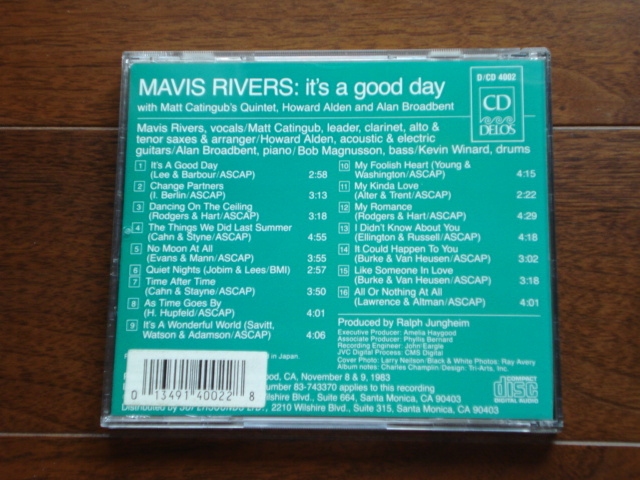 D/CD 4002
MAVIS RIVERS: it's a good day
with Matt Catingub's Quintet, Howard Alden and Alan Broadbent
CD
DELOS
Mavis Rivers, vocals/Matt Catingub, leader, clarinet, alto &
tenor saxes & arranger/Howard Alden, acoustic & electric
guitars/Alan Broadbent, piano/Bob Magnusson, bass/Kevin Winard, drums
1 It's A Good Day
(Lee & Barbour/ASCAP) 2:58
2 Change Partners
(I. Berlin/ASCAP) 3:13
3 Dancing On The Ceiling
(Rodgers & Hart/ASCAP) 3:18
4 The Things We Did Last Summer
(Cahn & Styne/ASCAP) 4:55
5 No Moon At All
(Evans & Mann/ASCAP) 3:55
6 Quiet Nights (Jobim & Lees/BMI) 2:57
7 Time After Time
(Cahn & Stayne/ASCAP) 3:50
8 As Time Goes By
(H. Hupfeld/ASCAP) 4:01
9 It's A Wonderful World (Savitt,
Watson & Adamson/ASCAP) 4:06
10 My Foolish Heart (Young &
Washington/ASCAP) 4:15
11 My Kinda Love
(Alter & Trent/ASCAP) 2:22
12 My Romance
(Rodgers & Hart/ASCAP) 4:29
13 I Didn't Know About You
(Ellington & Russell/ASCAP) 4:18
14 It Could Happen To You
(Burke & Van Heusen/ASCAP) 3:02
15 Like Someone In Love
(Burke & Van Heusen/ASCAP) 3:18
16 All Or Nothing At All
(Lawrence & Altman/ASCAP) 4:01
Produced by Ralph Jungheim
Executive Producer: Amelia Haygood
Associate Producer: Phyllis Bernard
Recording Engineer: John Eargle
JVC Digital Process: CMS Digital
Cover Photo: Larry Neilson/Black & White Photos: Ray Avery
Album notes: Charles Champlin/Design: Tri-Arts, Inc.
in Japan.
ood, CA, November 8 & 9, 1983
umber 83-743370 applies to this recording
Wilshire Blvd., Suite 664, Santa Monica, CA 90403
Distributed by 2210 Wilshire Blvd., Suite 315, Santa Monica, CA 90403
0 13491 40022 8
COMPACT
disc
DIGITAL AUDIO